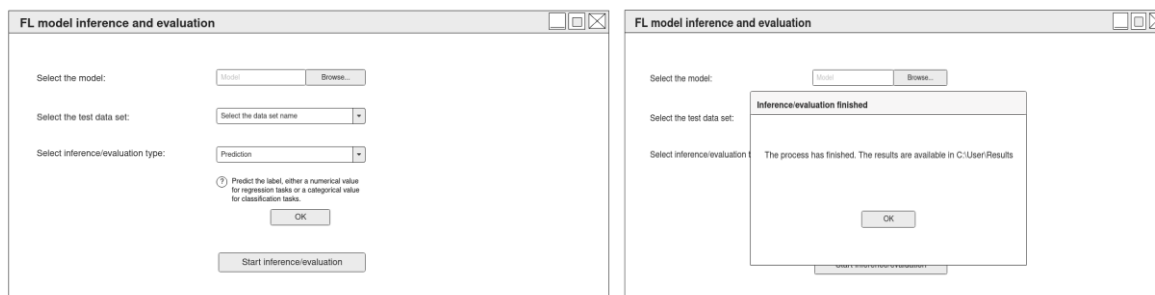 FL model inference and evaluation
Select the model:
Model
Browse...
Select the test data set:
Select the data set name
Select inference/evaluation type:
Prediction
? Predict the label, either a numerical value
for regression tasks or a categorical value
for classification tasks.
OK
Start inference/evaluation
FL model inference and evaluation
Select the model:
Model
Browse...
Inference/evaluation finished
Select the test data set:
Select inference/evaluation
The process has finished. The results are available in C:\User\Results
OK
Start inference/evaluation